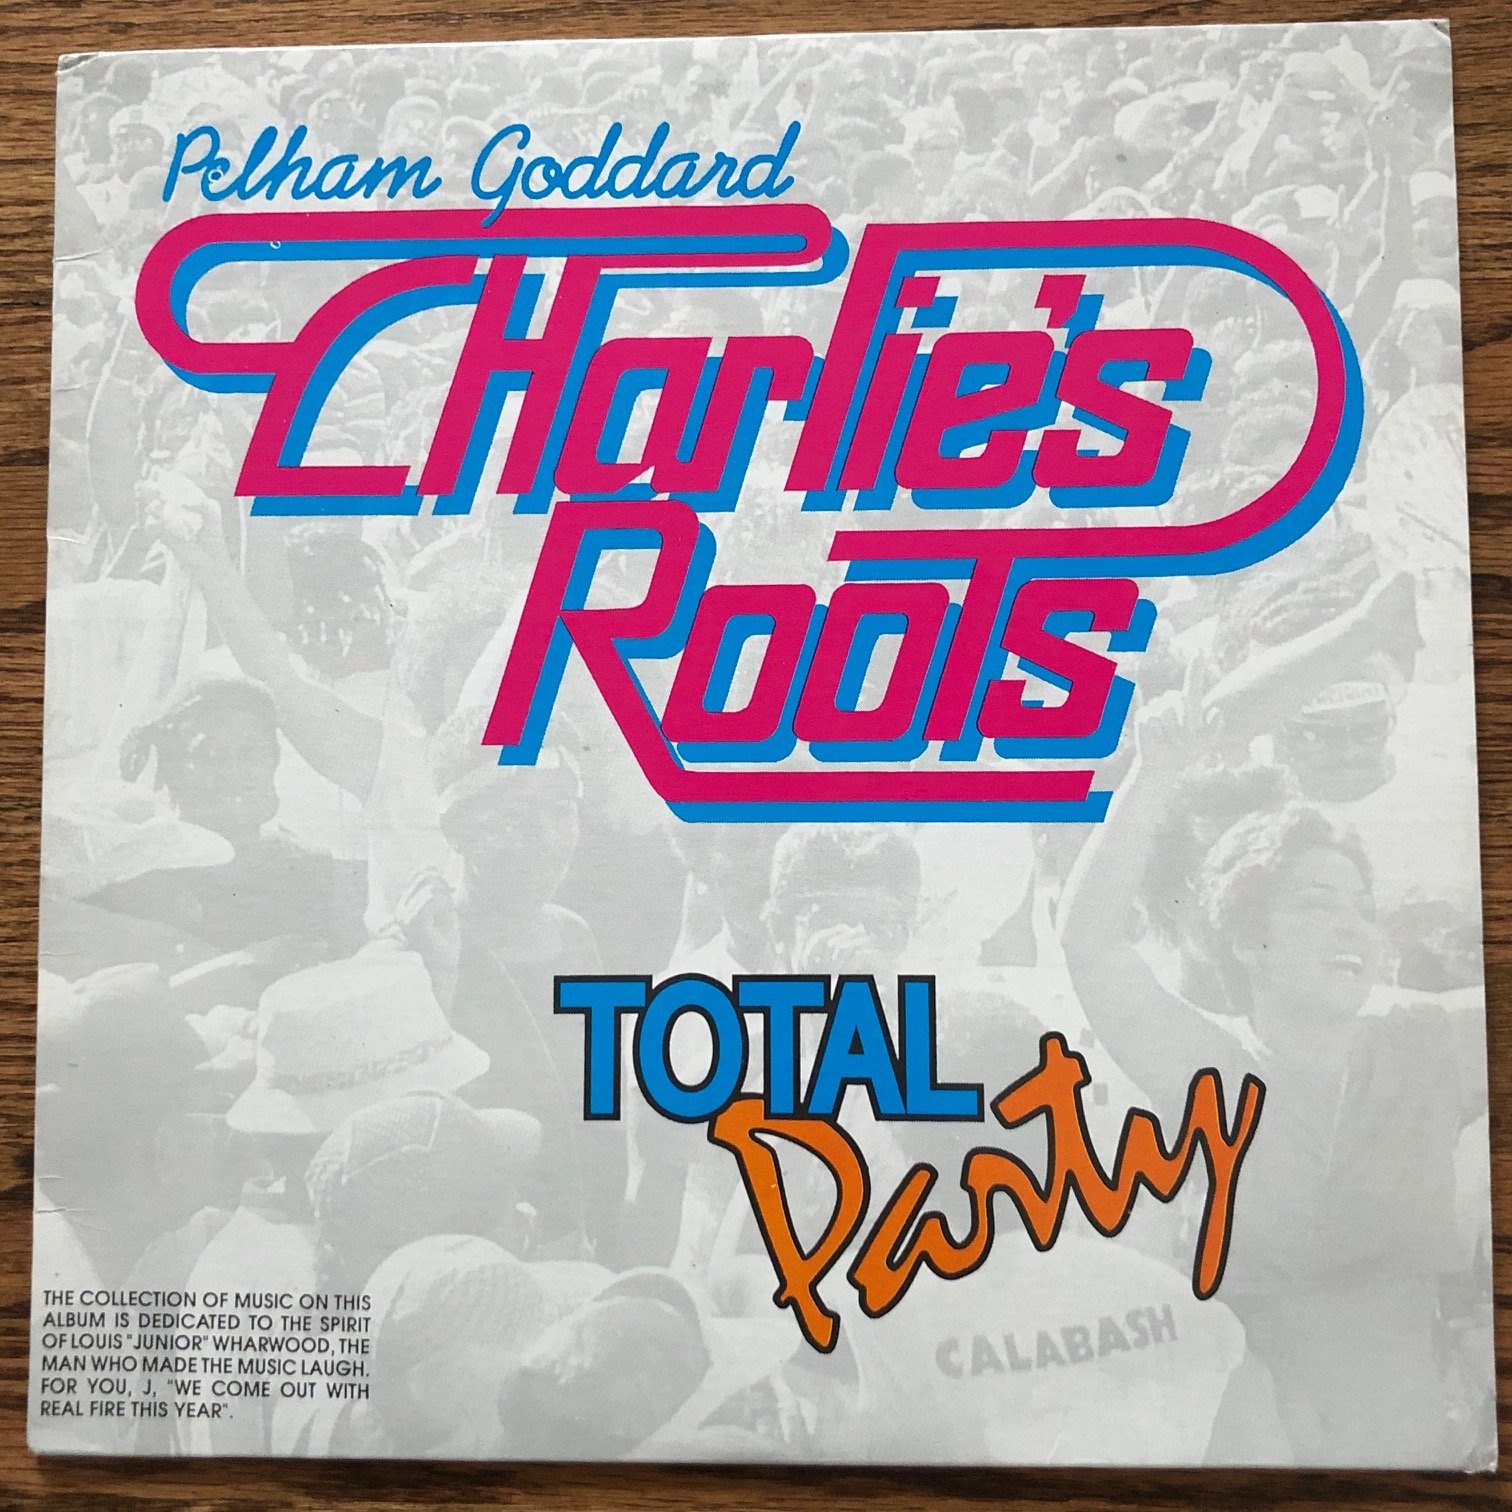 Pelham Goddard
CHarlie's
Roots
TOTAL
Party
CALABASH
THE COLLECTION OF MUSIC ON THIS
ALBUM IS DEDICATED TO THE SPIRIT
OF LOUIS "JUNIOR" WHARWOOD, THE
MAN WHO MADE THE MUSIC LAUGH.
FOR YOU, J, "WE COME OUT WITH
REAL FIRE THIS YEAR".